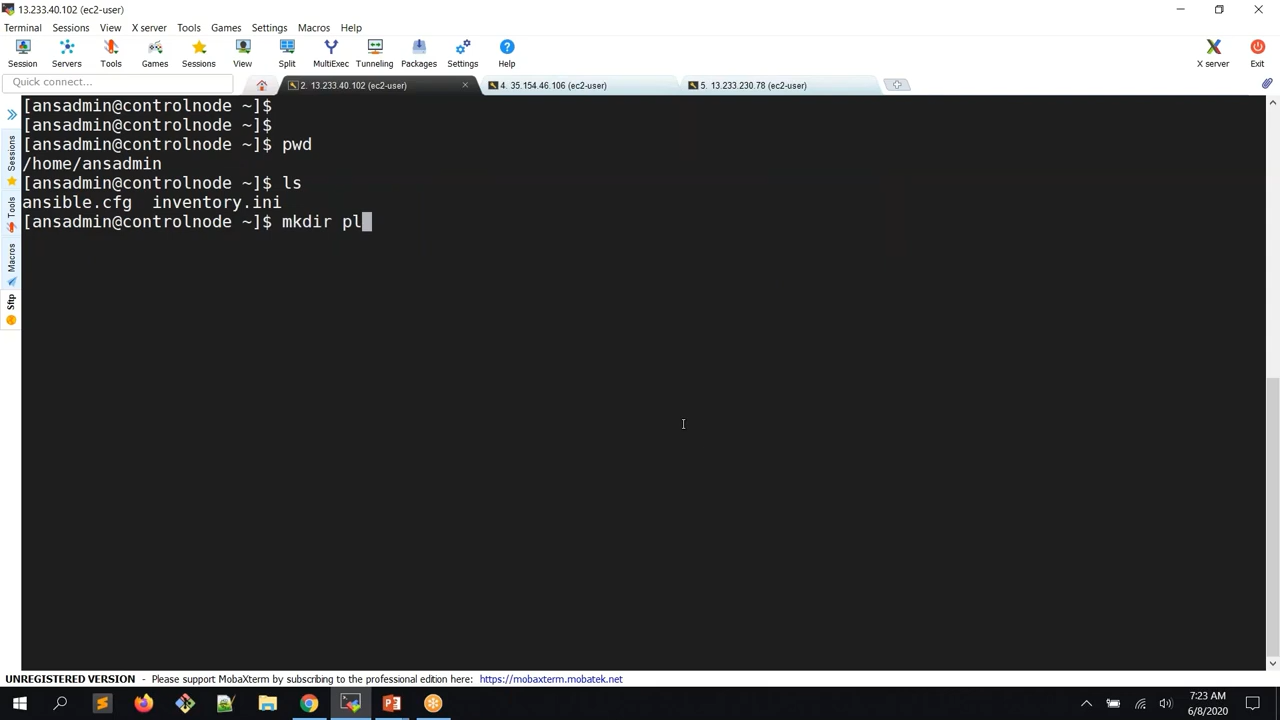 13.233.40.102 (ec2-user)
Terminal Sessions View X server Tools Games Settings Macros Help
Session Servers Tools Games Sessions View Split MultiExec Tunneling Packages Settings Help X server Exit
Quick connect...
2. 13.233.40.102 (ec2-user)
4. 35.154.46.106 (ec2-user)
5. 13.233.230.78 (ec2-user)
Sessions
Tools
Macros
Sftp
[ansadmin@controlnode ~]$
[ansadmin@controlnode ~]$
[ansadmin@controlnode ~]$ pwd
/home/ansadmin
[ansadmin@controlnode ~]$ ls
ansible.cfg  inventory.ini
[ansadmin@controlnode ~]$ mkdir pl
UNREGISTERED VERSION - Please support MobaXterm by subscribing to the professional edition here: https://mobaxterm.mobatek.net
7:23 AM
6/8/2020